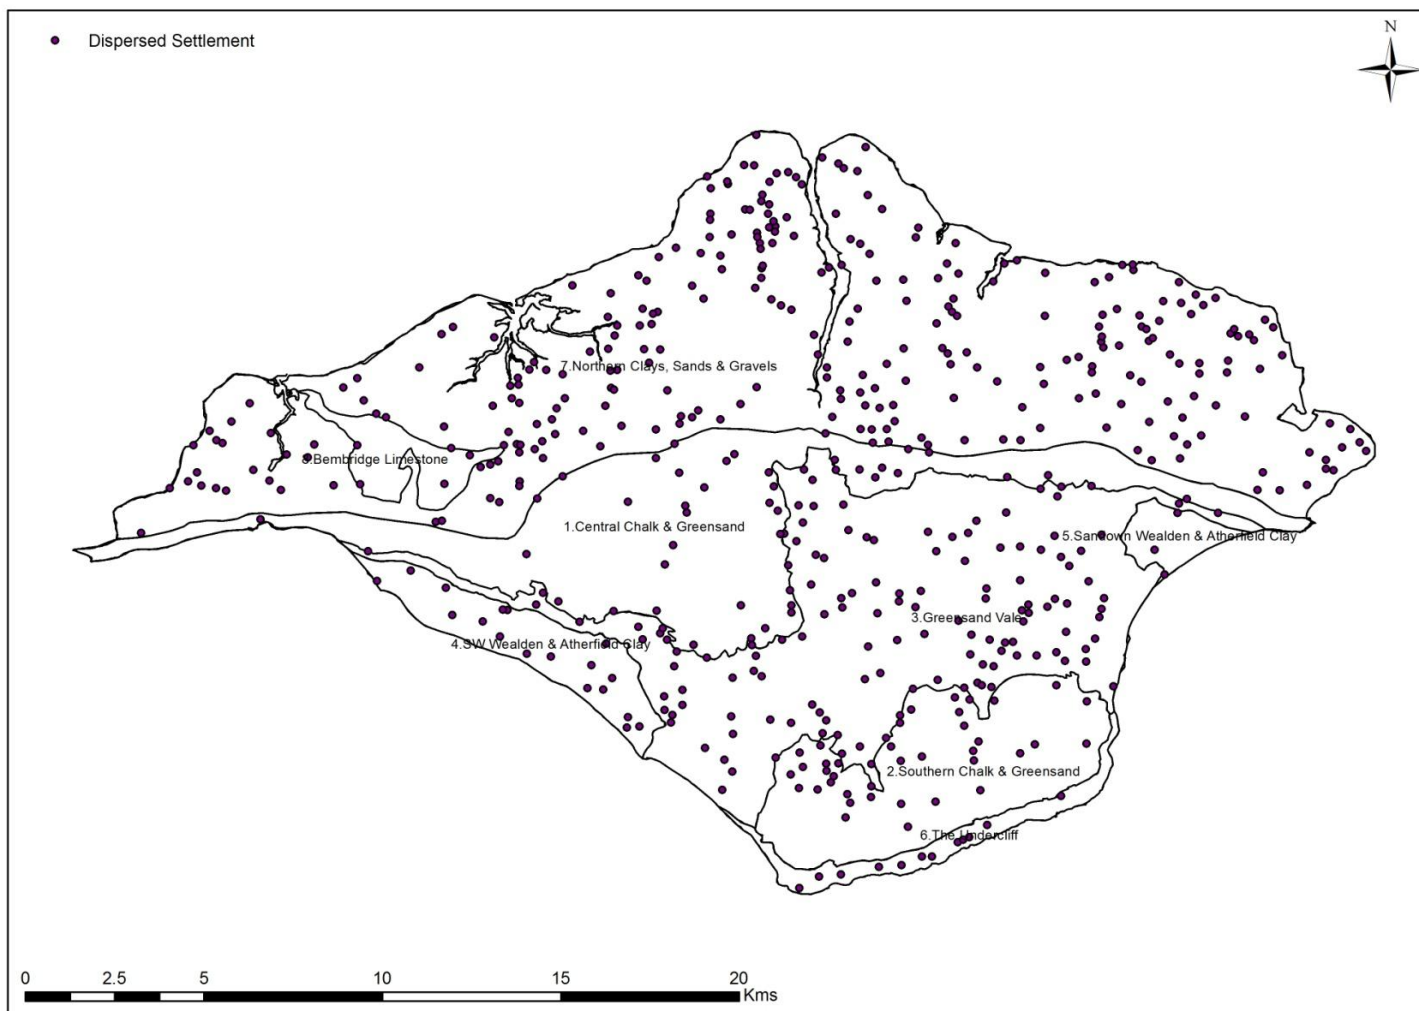 N
Dispersed Settlement
7.Northern Clays, Sands & Gravels
8.Bembridge Limestone
1.Central Chalk & Greensand
5.Sandown Wealden & Atherfield Clay
3.Greensand Vale
4.SW Wealden & Atherfield Clay
2.Southern Chalk & Greensand
6.The Undercliff
0 2.5 5 10 15 20
Kms